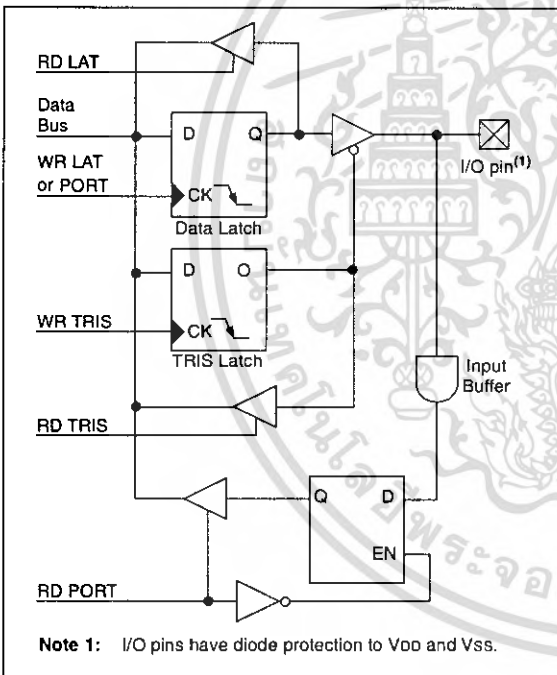 RD LAT
Data
Bus
D Q
WR LAT
or PORT
I/O pin(1)
CK
Data Latch
D O
WR TRIS
CK
TRIS Latch
Input
Buffer
RD TRIS
Q D
EN
RD PORT
Note 1: I/O pins have diode protection to VDD and VSS.